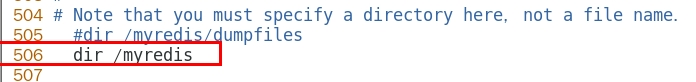 504 # Note that you must specify a directory here, not a file name.
505   #dir /myredis/dumpfiles
506   dir /myredis
507